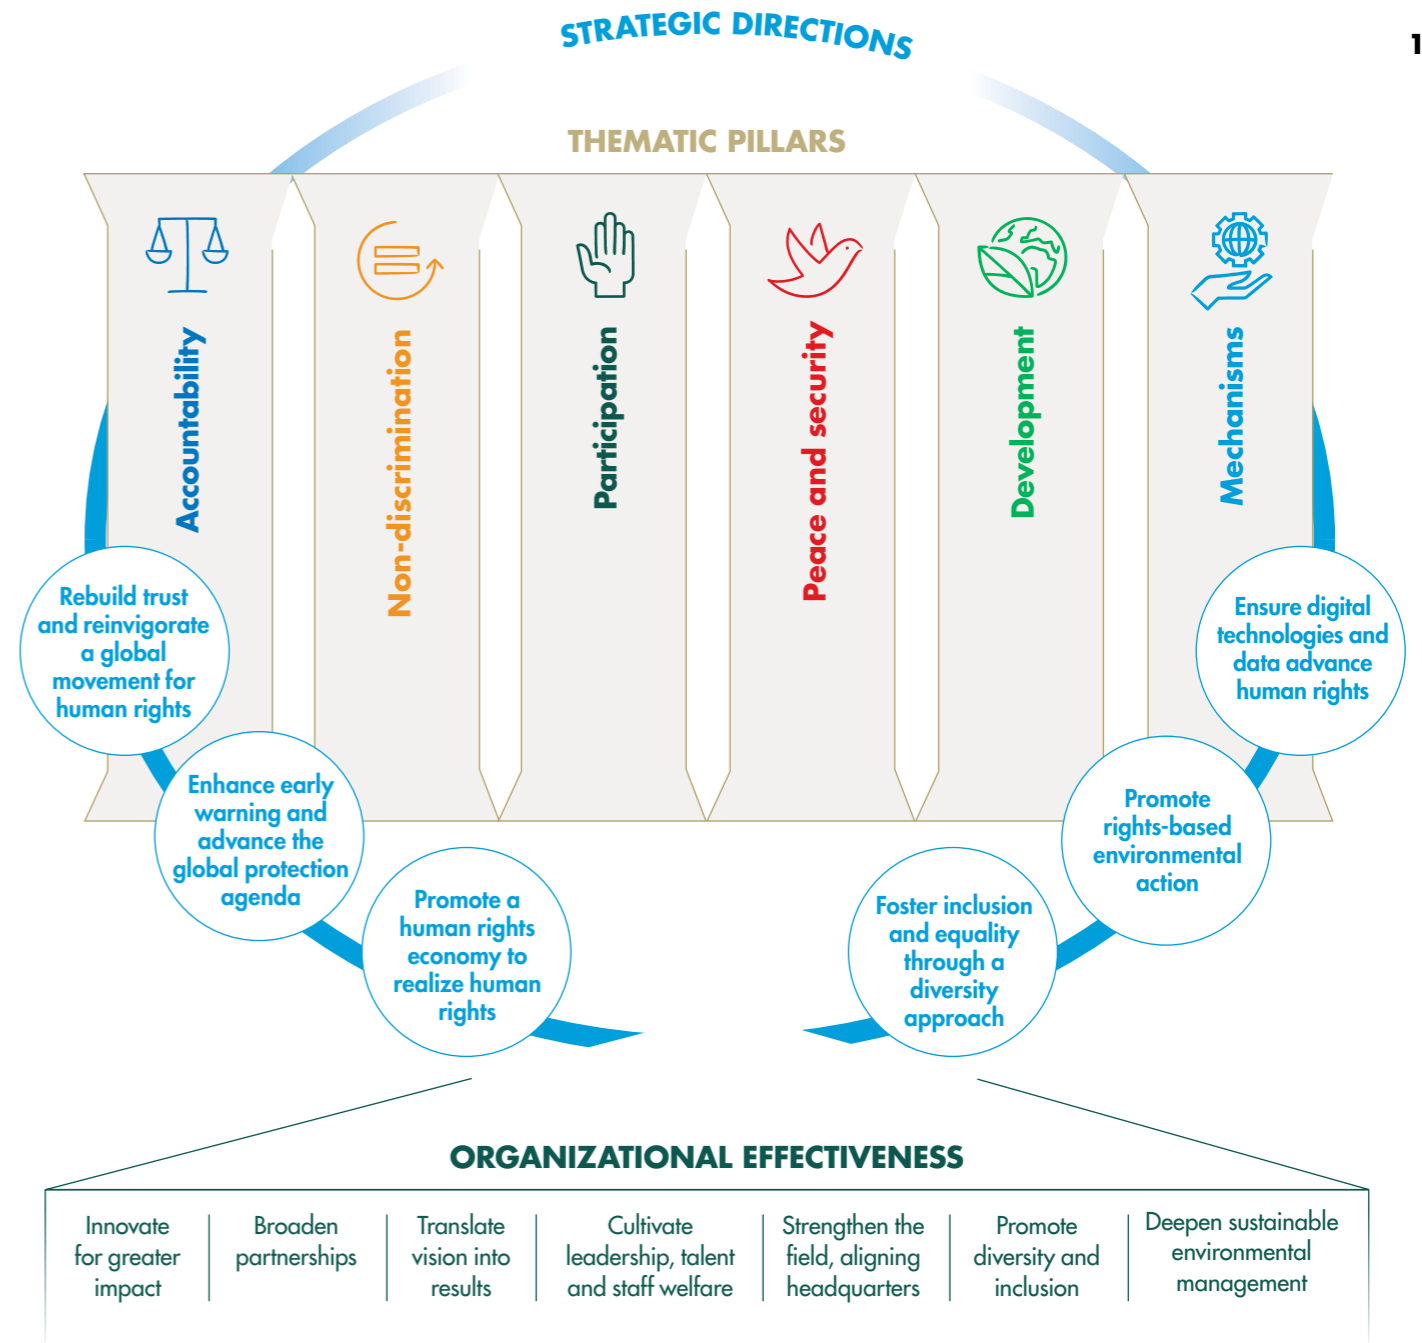 STRATEGIC DIRECTIONS
1
THEMATIC PILLARS
Accountability
Non-discrimination
Participation
Peace and security
Development
Mechanisms
Rebuild trust
and reinvigorate
a global
movement for
human rights
Enhance early
warning and
advance the
global protection
agenda
Promote a
human rights
economy to
realize human
rights
Foster inclusion
and equality
through a
diversity
approach
Promote
rights-based
environmental
action
Ensure digital
technologies and
data advance
human rights
ORGANIZATIONAL EFFECTIVENESS
Innovate
for greater
impact
Broaden
partnerships
Translate
vision into
results
Cultivate
leadership, talent
and staff welfare
Strengthen the
field, aligning
headquarters
Promote
diversity and
inclusion
Deepen sustainable
environmental
management